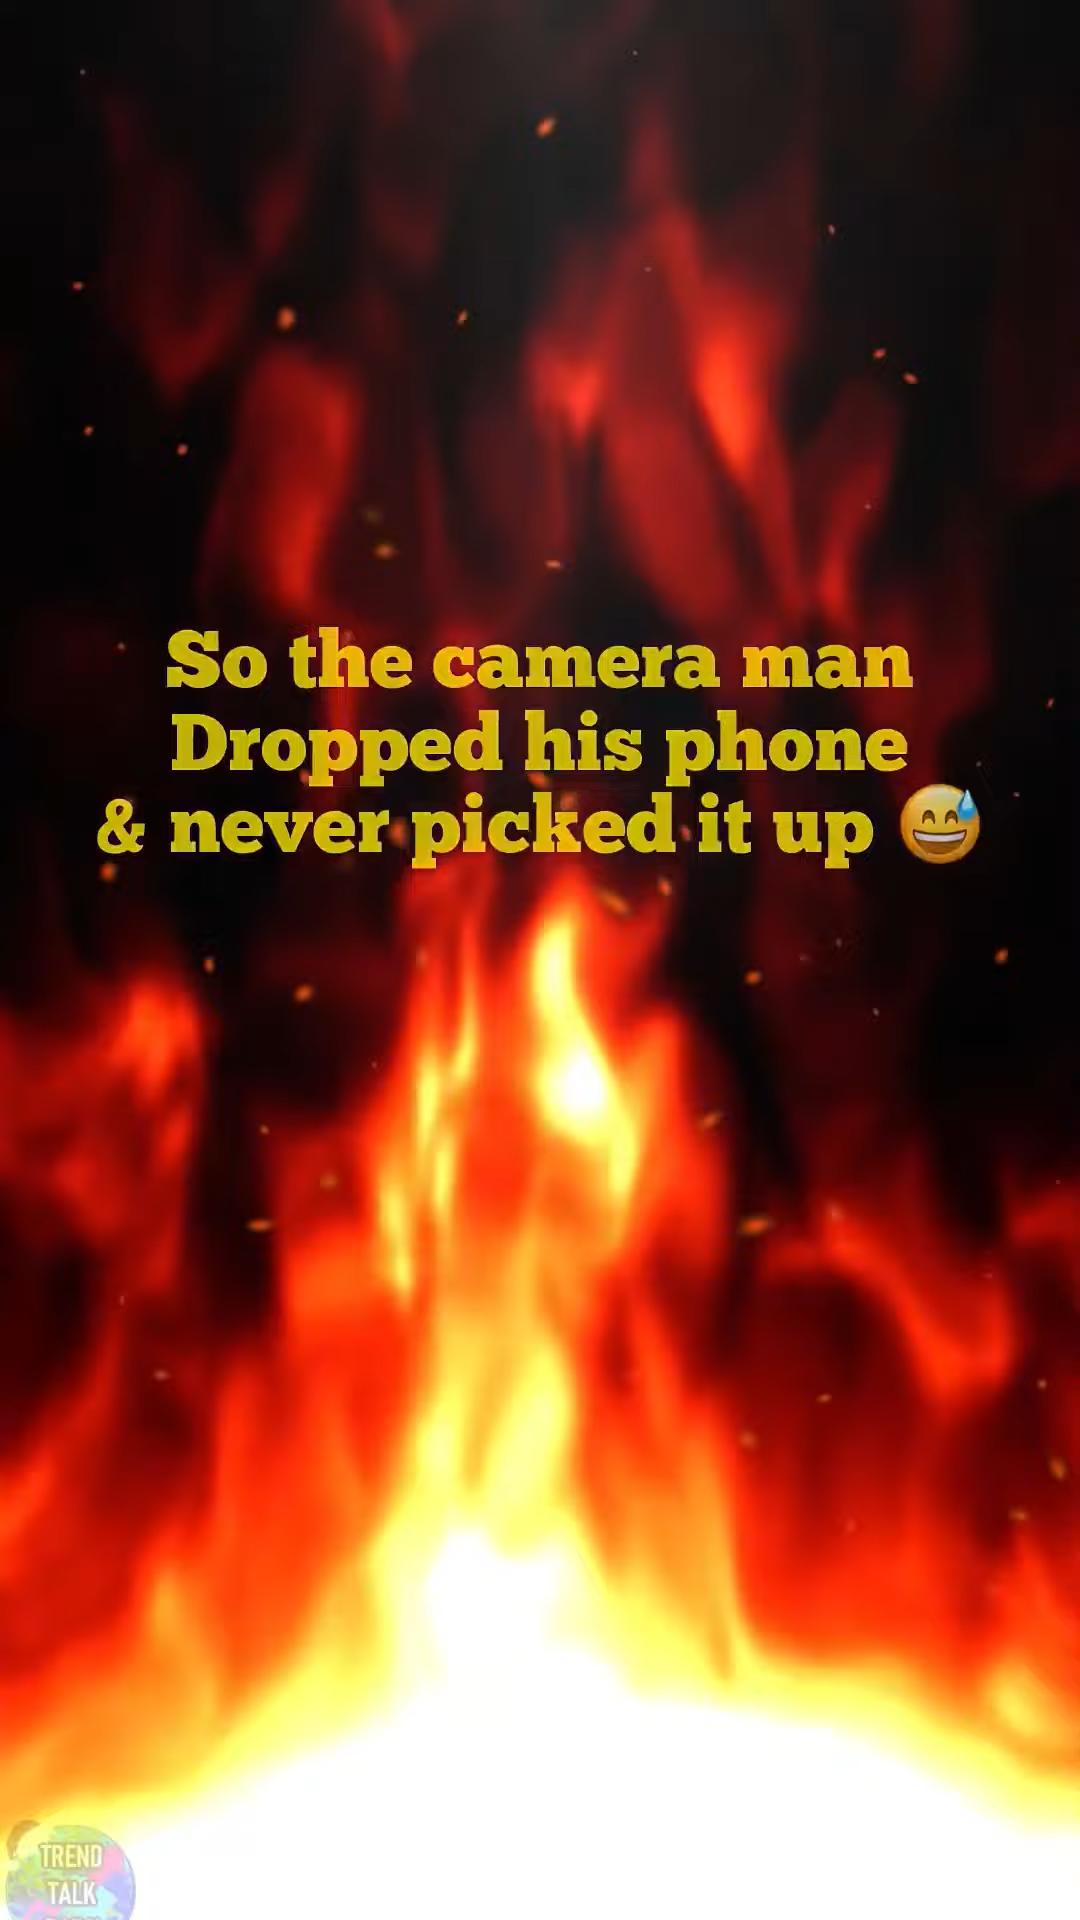 So the camera man
Dropped his phone
& never picked it up 😅
TREND
TALK